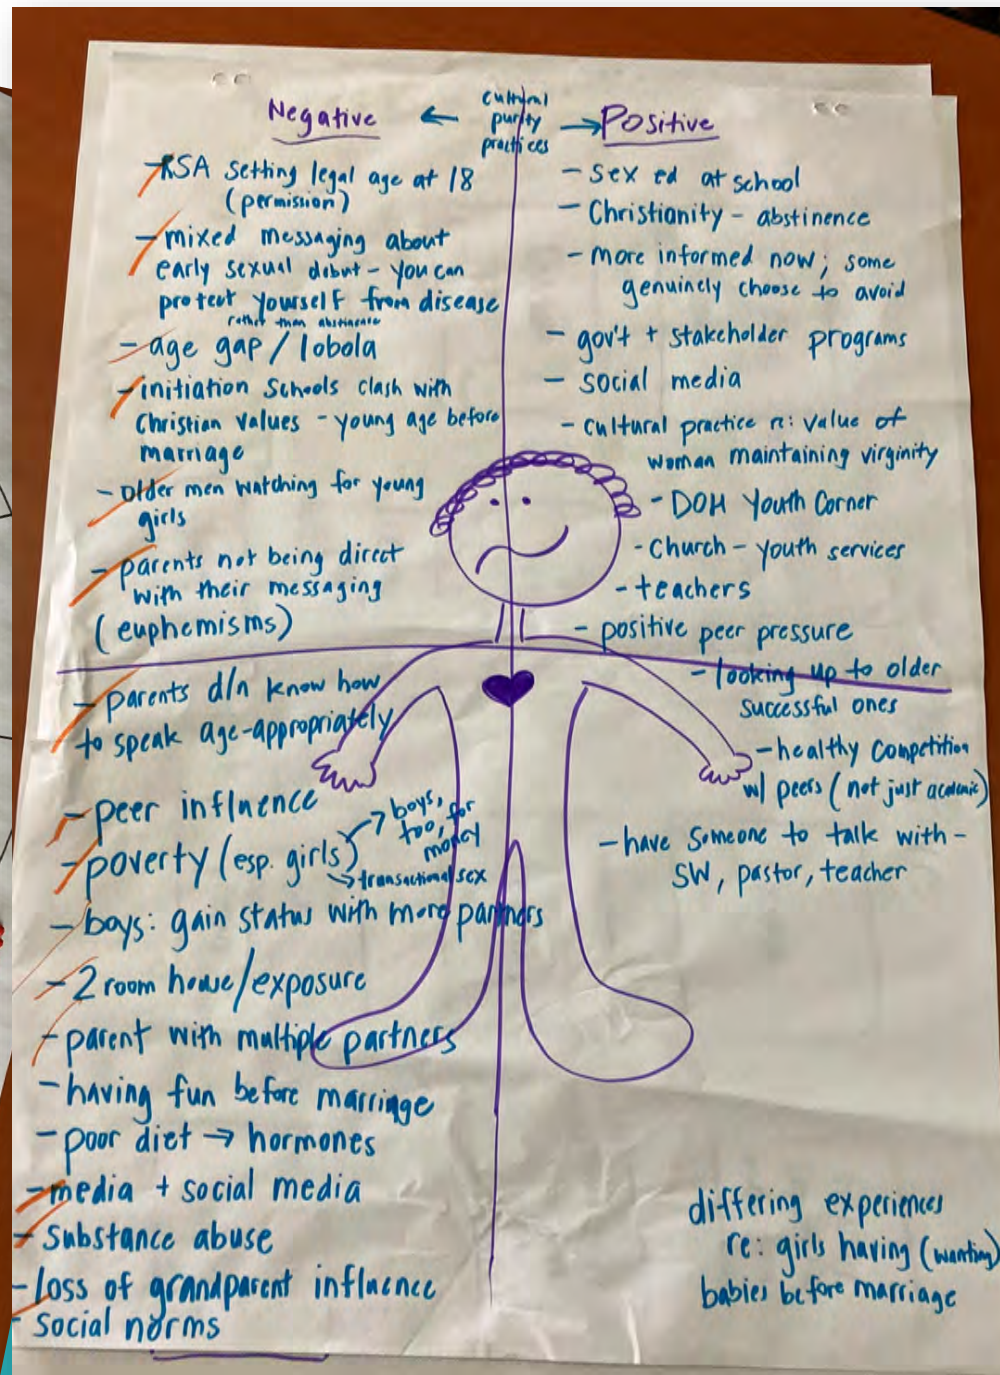 Negative ← cultural purity practices → Positive
- RSA setting legal age at 18
(permission)
- mixed messaging about
early sexual debut - you can
protect yourself from disease
rather than abstinence
- age gap / lobola
- initiation schools clash with
Christian values - young age before
marriage
- older men watching for young
girls
- parents not being direct
with their messaging
(euphemisms)
- parents d/n know how
to speak age-appropriately
- peer influence
- poverty (esp. girls) → boys, too, for money
→ transactional sex
- boys: gain status with more partners
- 2 room house/exposure
- parent with multiple partners
- having fun before marriage
- poor diet → hormones
- media + social media
- substance abuse
- loss of grandparent influence
- social norms
- sex ed at school
- Christianity - abstinence
- more informed now; some
genuinely choose to avoid
- gov't + stakeholder programs
- social media
- cultural practice re: value of
woman maintaining virginity
- DOH Youth Corner
- Church - youth services
- teachers
- positive peer pressure
- looking up to older
successful ones
- healthy competition
w/ peers (not just academic)
- have someone to talk with -
SW, pastor, teacher
differing experiences
re: girls having (wanting)
babies before marriage